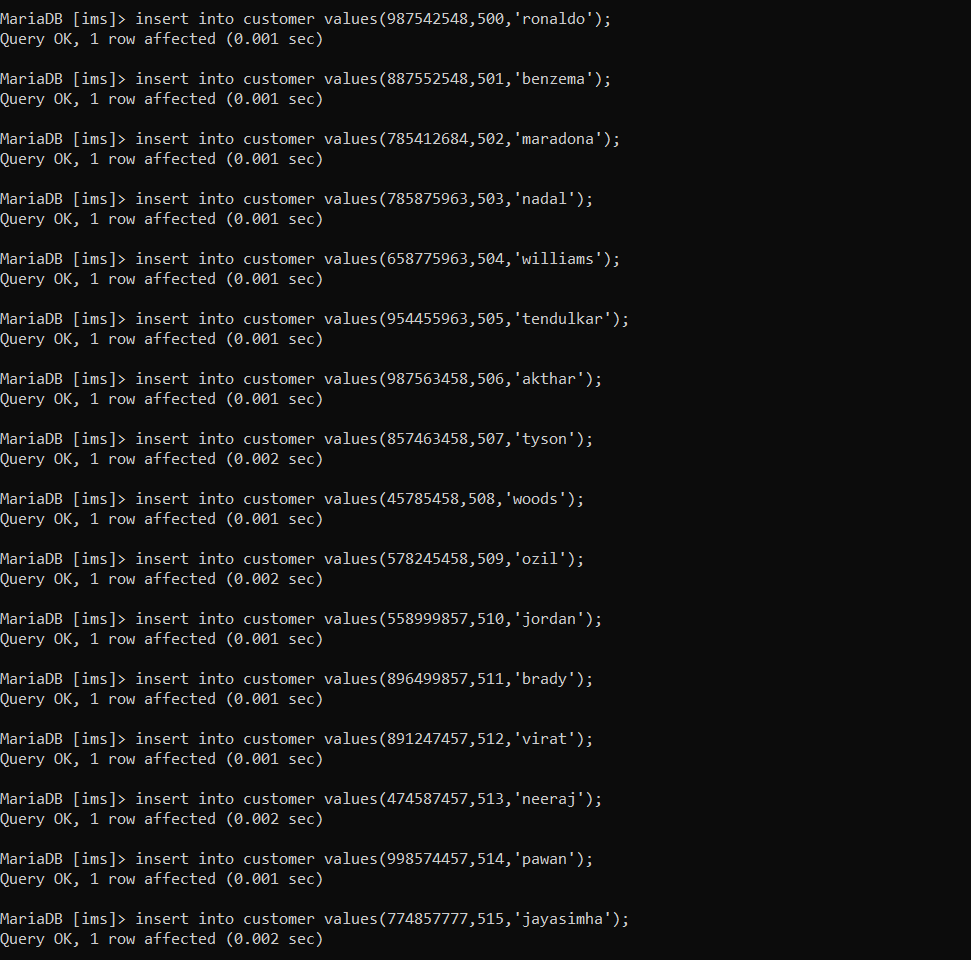 MariaDB [ims]> insert into customer values(987542548,500,'ronaldo');
Query OK, 1 row affected (0.001 sec)
MariaDB [ims]> insert into customer values(887552548,501,'benzema');
Query OK, 1 row affected (0.001 sec)
MariaDB [ims]> insert into customer values(785412684,502,'maradona');
Query OK, 1 row affected (0.001 sec)
MariaDB [ims]> insert into customer values(785875963,503,'nadal');
Query OK, 1 row affected (0.001 sec)
MariaDB [ims]> insert into customer values(658775963,504,'williams');
Query OK, 1 row affected (0.001 sec)
MariaDB [ims]> insert into customer values(954455963,505,'tendulkar');
Query OK, 1 row affected (0.001 sec)
MariaDB [ims]> insert into customer values(987563458,506,'akthar');
Query OK, 1 row affected (0.001 sec)
MariaDB [ims]> insert into customer values(857463458,507,'tyson');
Query OK, 1 row affected (0.002 sec)
MariaDB [ims]> insert into customer values(45785458,508,'woods');
Query OK, 1 row affected (0.001 sec)
MariaDB [ims]> insert into customer values(578245458,509,'ozil');
Query OK, 1 row affected (0.002 sec)
MariaDB [ims]> insert into customer values(558999857,510,'jordan');
Query OK, 1 row affected (0.001 sec)
MariaDB [ims]> insert into customer values(896499857,511,'brady');
Query OK, 1 row affected (0.001 sec)
MariaDB [ims]> insert into customer values(891247457,512,'virat');
Query OK, 1 row affected (0.001 sec)
MariaDB [ims]> insert into customer values(474587457,513,'neeraj');
Query OK, 1 row affected (0.002 sec)
MariaDB [ims]> insert into customer values(998574457,514,'pawan');
Query OK, 1 row affected (0.001 sec)
MariaDB [ims]> insert into customer values(774857777,515,'jayasimha');
Query OK, 1 row affected (0.002 sec)